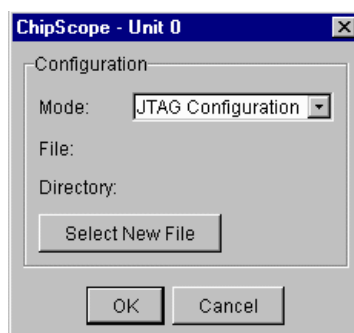 ChipScope - Unit 0
Configuration
Mode: JTAG Configuration
File:
Directory:
Select New File
OK Cancel